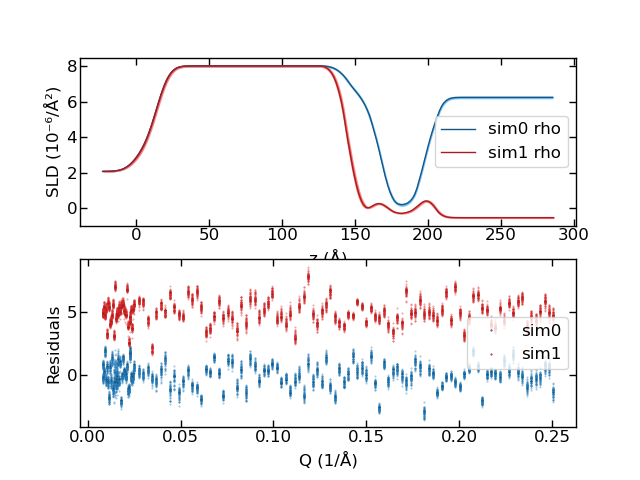 8
6
4
2
0
SLD (10⁻⁶/Å²)
sim0 rho
sim1 rho
0
50
100
150
200
250
300
z (Å)
5
0
Residuals
sim0
sim1
0.00
0.05
0.10
0.15
0.20
0.25
Q (1/Å)